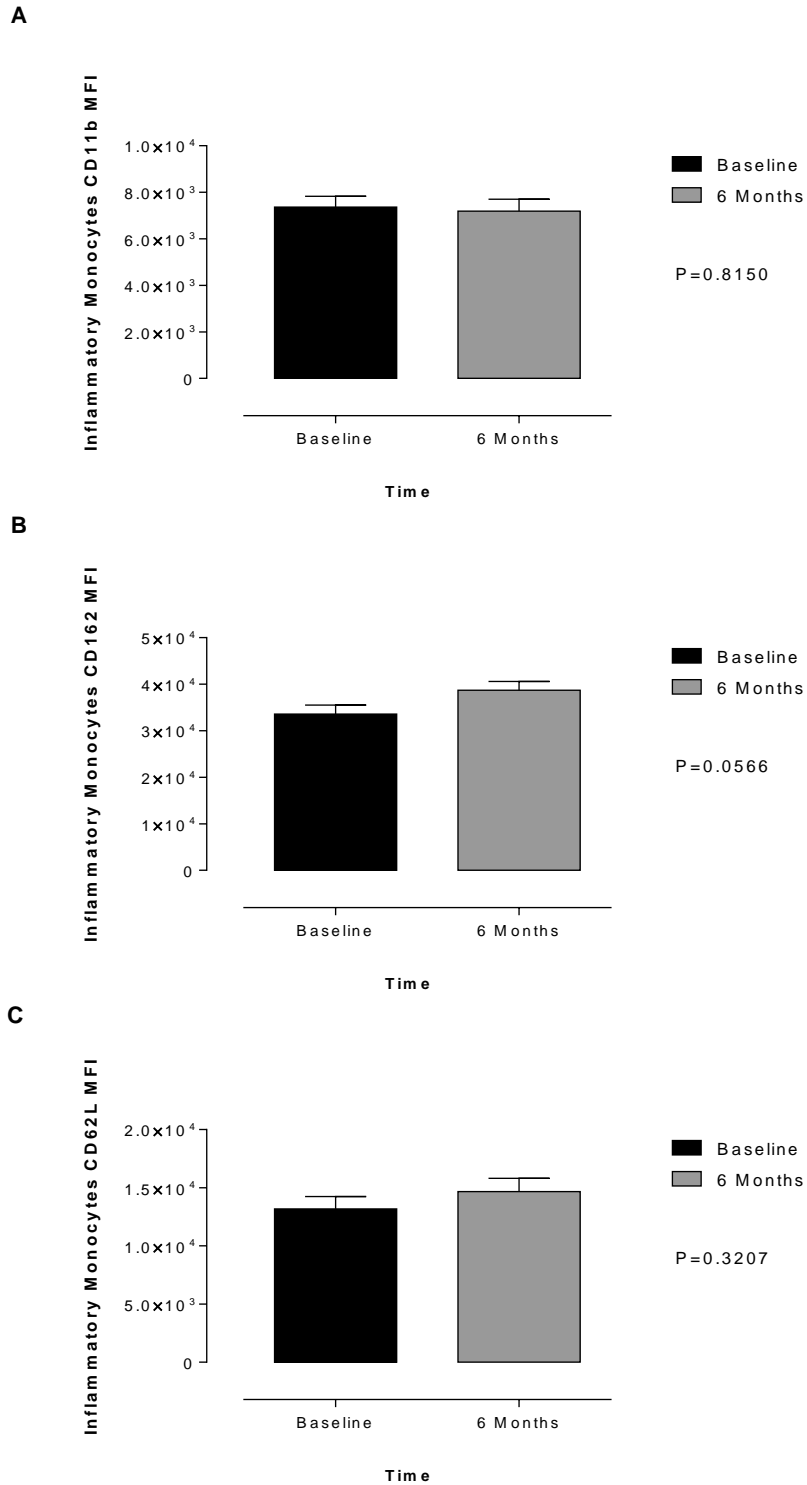 A
Inflammatory Monocytes CD11b MFI
1.0×10⁴
8.0×10³
6.0×10³
4.0×10³
2.0×10³
0
Baseline
6 Months
Time
Baseline
6 Months
P=0.8150
B
Inflammatory Monocytes CD162 MFI
5×10⁴
4×10⁴
3×10⁴
2×10⁴
1×10⁴
0
Baseline
6 Months
Time
Baseline
6 Months
P=0.0566
C
Inflammatory Monocytes CD62L MFI
2.0×10⁴
1.5×10⁴
1.0×10⁴
5.0×10³
0
Baseline
6 Months
Time
Baseline
6 Months
P=0.3207